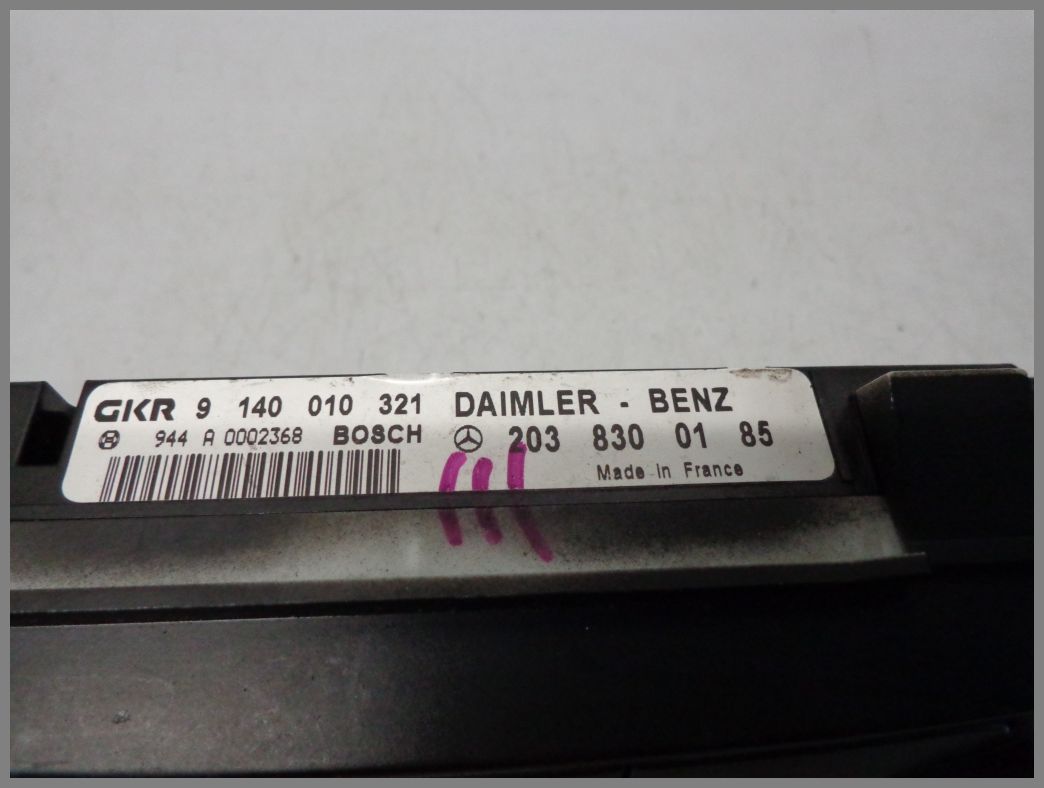 GKR 9 140 010 321 DAIMLER - BENZ
944 A 0002368 BOSCH 203 830 01 85
Made in France